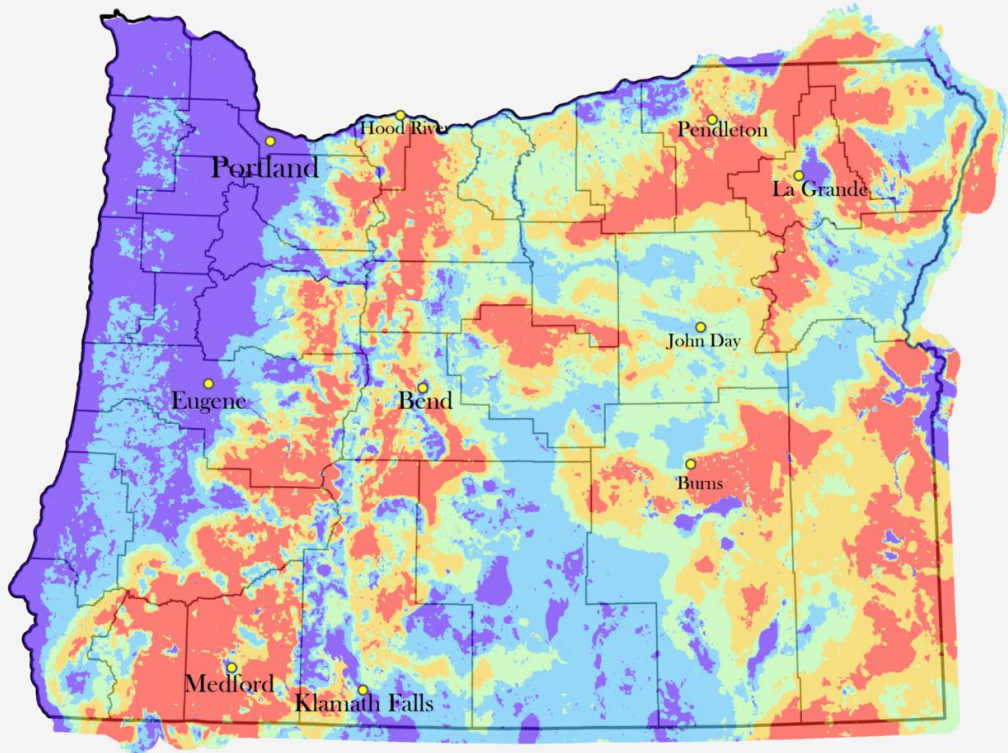 Hood River
Pendleton
Portland
La Grande
John Day
Eugene
Bend
Burns
Medford
Klamath Falls